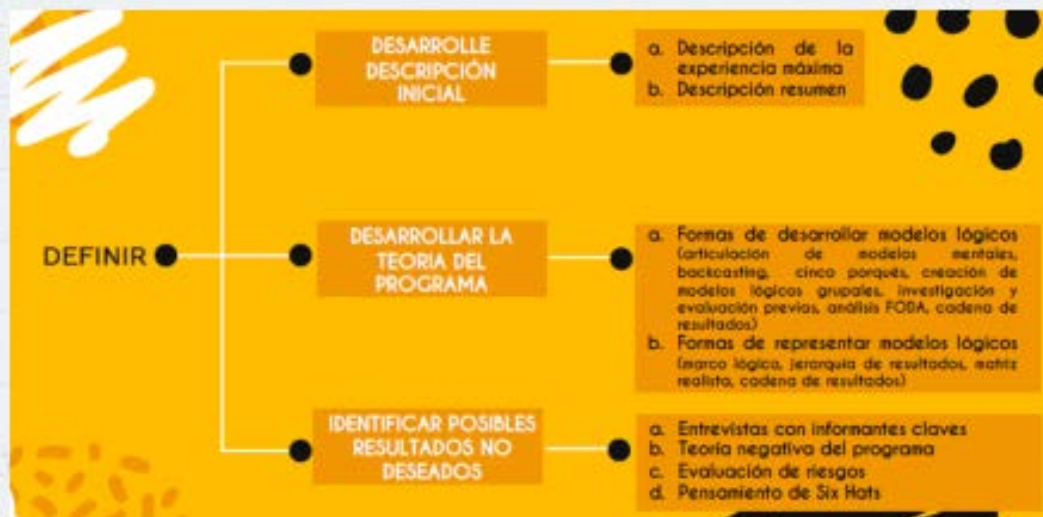 DEFINIR
DESARROLLE
DESCRIPCIÓN
INICIAL
a. Descripción de la
experiencia máxima
b. Descripción resumen
DESARROLLAR LA
TEORIA DEL
PROGRAMA
a. Formas de desarrollar modelos lógicos
(articulación de modelos mentales,
backcasting, cinco porqués, creación de
modelos lógicos grupales, investigación y
evaluación previas, análisis FODA, cadena de
resultados)
b. Formas de representar modelos lógicos
(marco lógico, jerarquía de resultados, matriz
realista, cadena de resultados)
IDENTIFICAR POSIBLES
RESULTADOS NO
DESEADOS
a. Entrevistas con informantes claves
b. Teoría negativa del programa
c. Evaluación de riesgos
d. Pensamiento de Six Hats